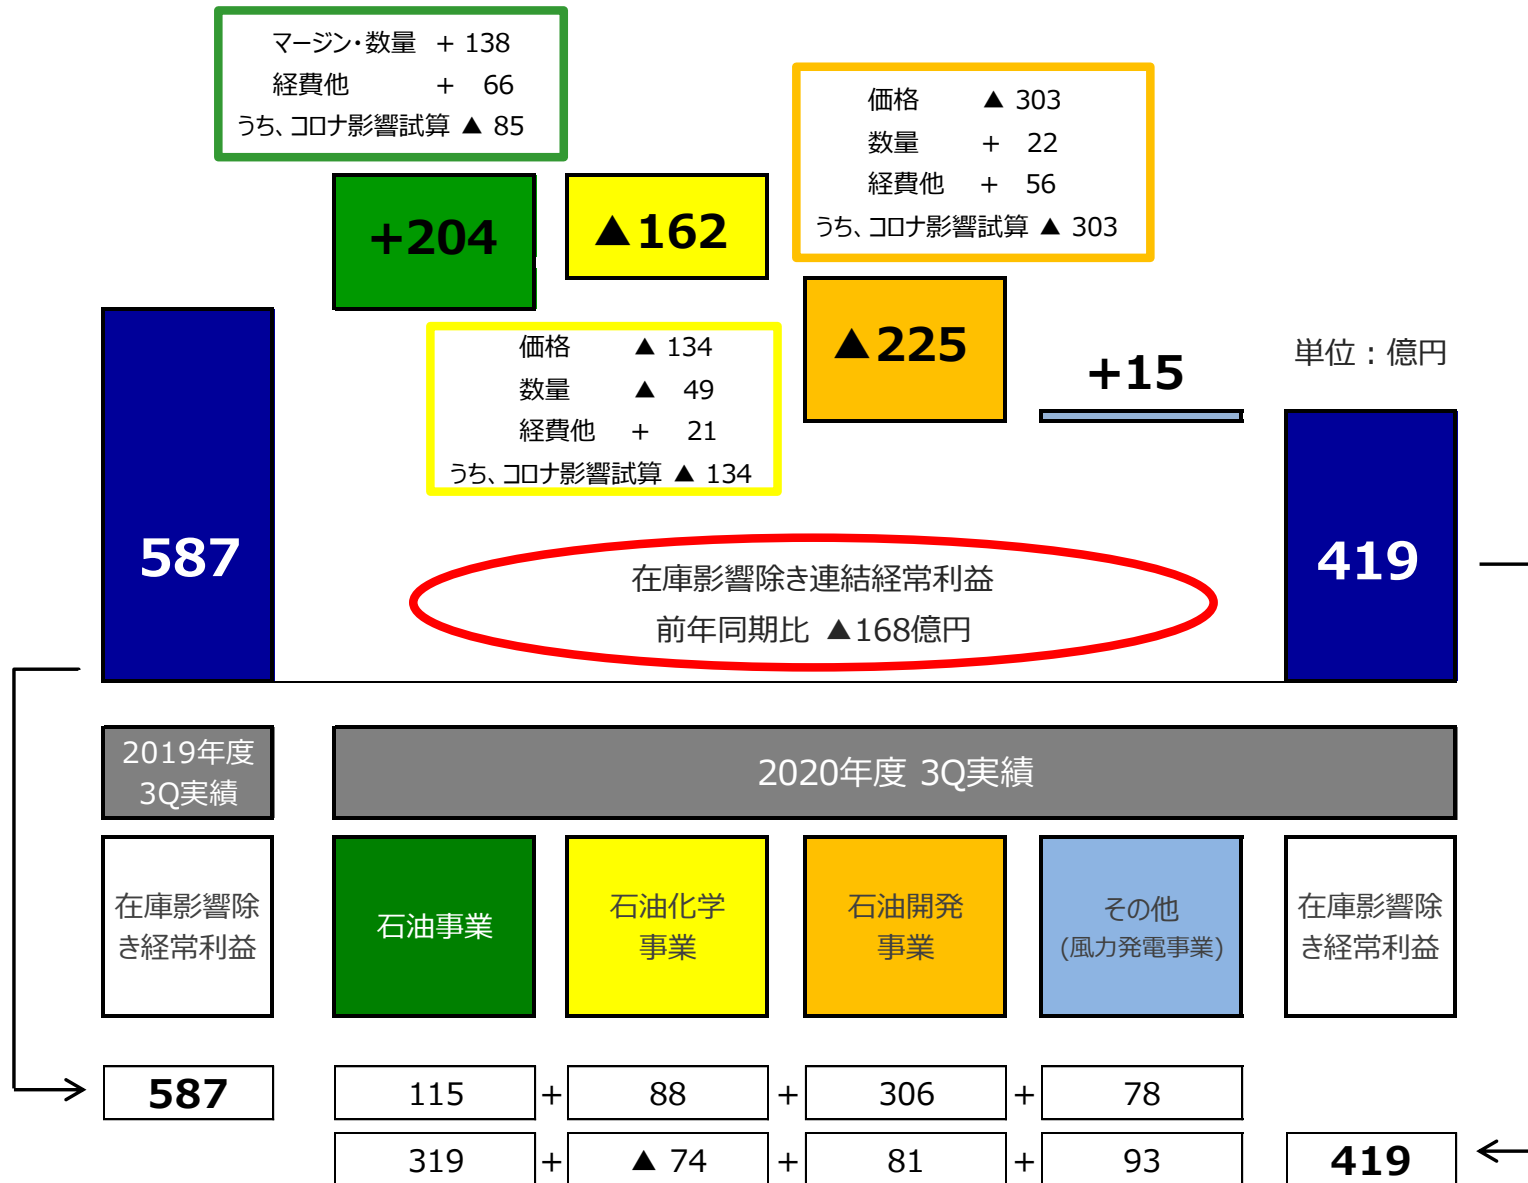 マージン・数量 + 138
経費他 + 66
うち、コロナ影響試算 ▲ 85
価格 ▲ 303
数量 + 22
経費他 + 56
うち、コロナ影響試算 ▲ 303
+204
▲162
▲225
+15
価格 ▲ 134
数量 ▲ 49
経費他 + 21
うち、コロナ影響試算 ▲ 134
単位：億円
587
419
在庫影響除き連結経常利益
前年同期比 ▲168億円
2019年度
3Q実績
2020年度 3Q実績
在庫影響除
き経常利益
石油事業
石油化学
事業
石油開発
事業
その他
(風力発電事業)
在庫影響除
き経常利益
587 115 + 88 + 306 + 78
319 + ▲ 74 + 81 + 93 419